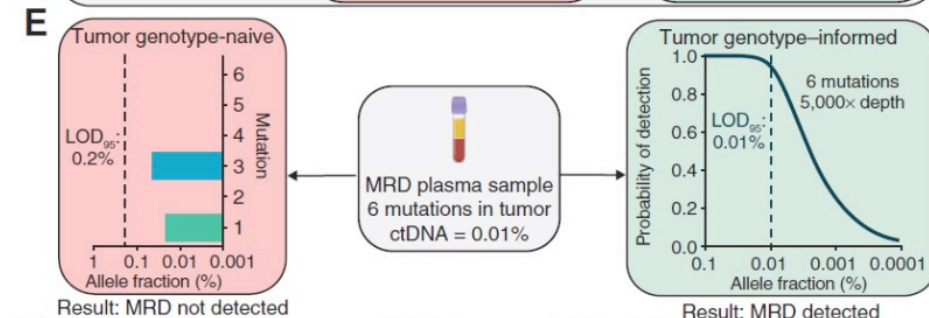 E
Tumor genotype-naive
LOD95:
0.2%
6
5
4
3
2
1
Mutation
1 0.1 0.01 0.001
Allele fraction (%)
Result: MRD not detected
MRD plasma sample
6 mutations in tumor
ctDNA = 0.01%
Tumor genotype–informed
Probability of detection
1.0
0.8
0.6
0.4
0.2
0.0
6 mutations
5,000× depth
LOD95:
0.01%
0.1 0.01 0.001 0.0001
Allele fraction (%)
Result: MRD detected